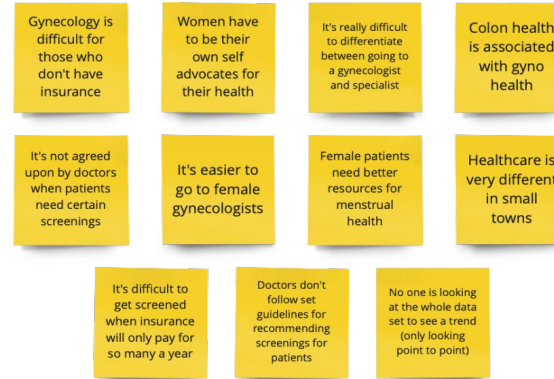 Gynecology is
difficult for
those who
don't have
insurance
Women have
to be their
own self
advocates for
their health
It's really difficult
to differentiate
between going to
a gynecologist
and specialist
Colon health
is associated
with gyno
health
It's not agreed
upon by doctors
when patients
need certain
screenings
It's easier to
go to female
gynecologists
Female patients
need better
resources for
menstrual
health
Healthcare is
very different
in small
towns
It's difficult to
get screened
when insurance
will only pay for
so many a year
Doctors don't
follow set
guidelines for
recommending
screenings for
patients
No one is looking
at the whole data
set to see a trend
(only looking
point to point)